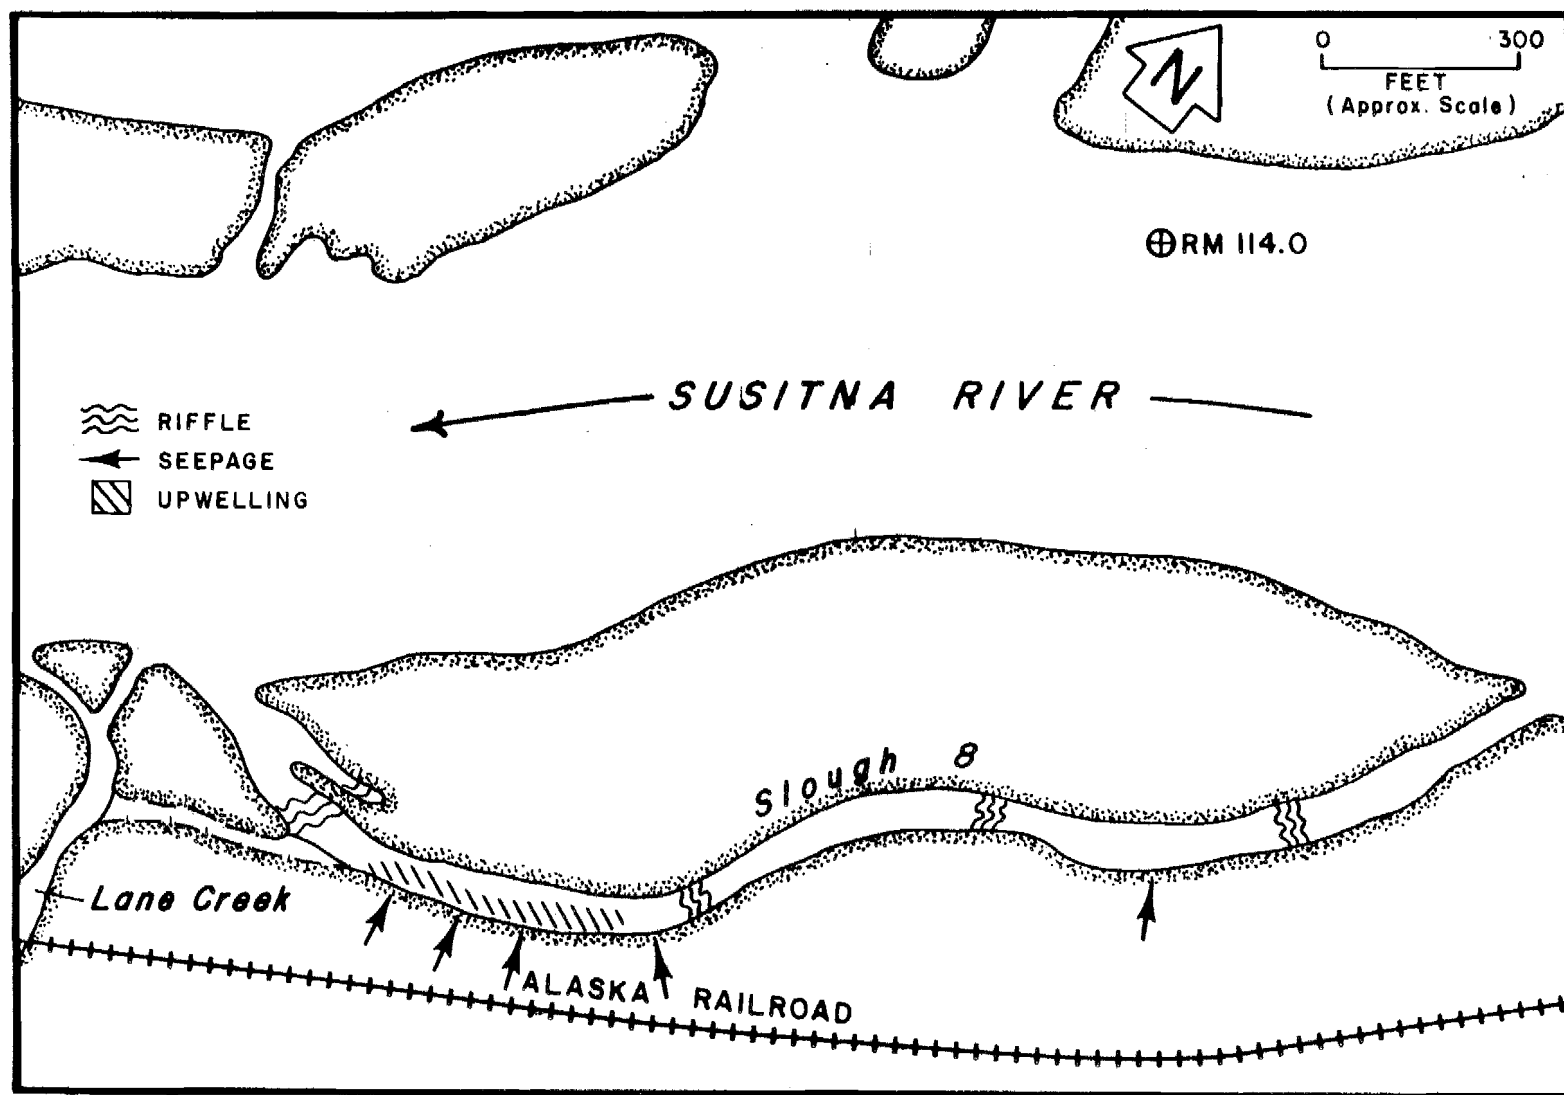 N
0 300
FEET
(Approx. Scale)
⊕RM 114.0
SUSITNA RIVER
RIFFLE
SEEPAGE
UPWELLING
Slough 8
Lane Creek
ALASKA RAILROAD